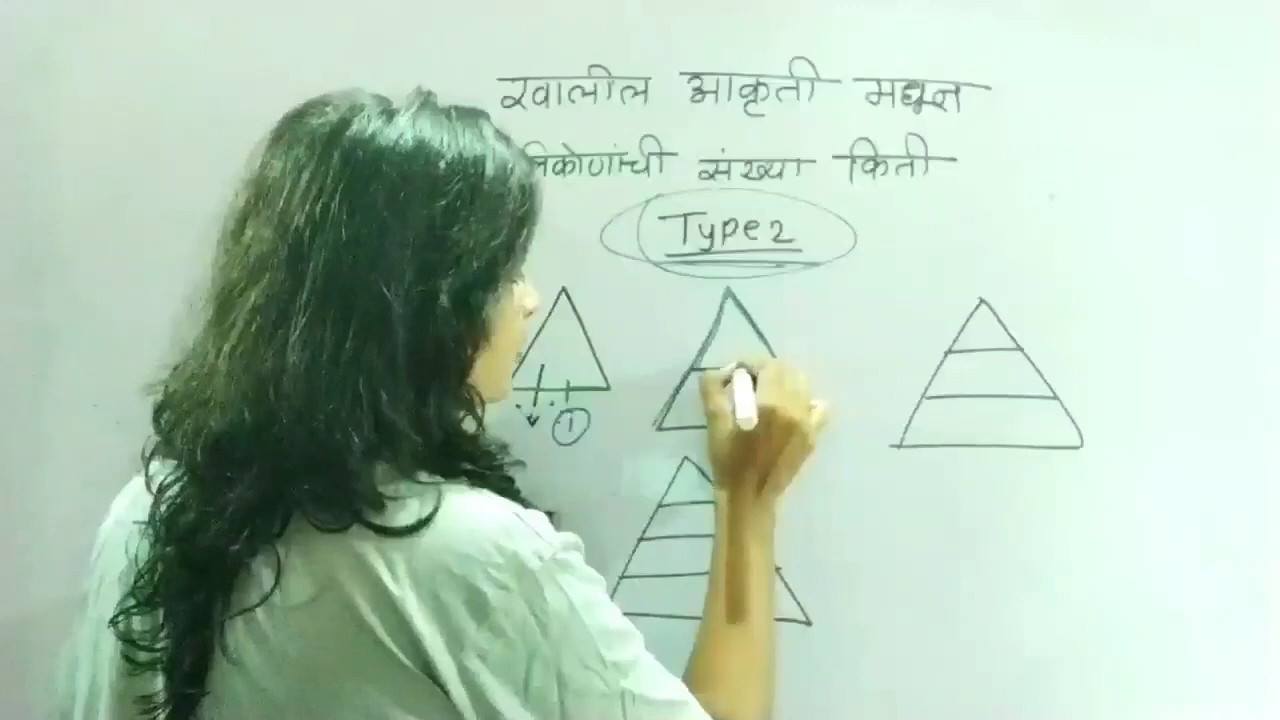 खालील आकृती मधून
त्रिकोणांची संख्या किती
Type 2
1